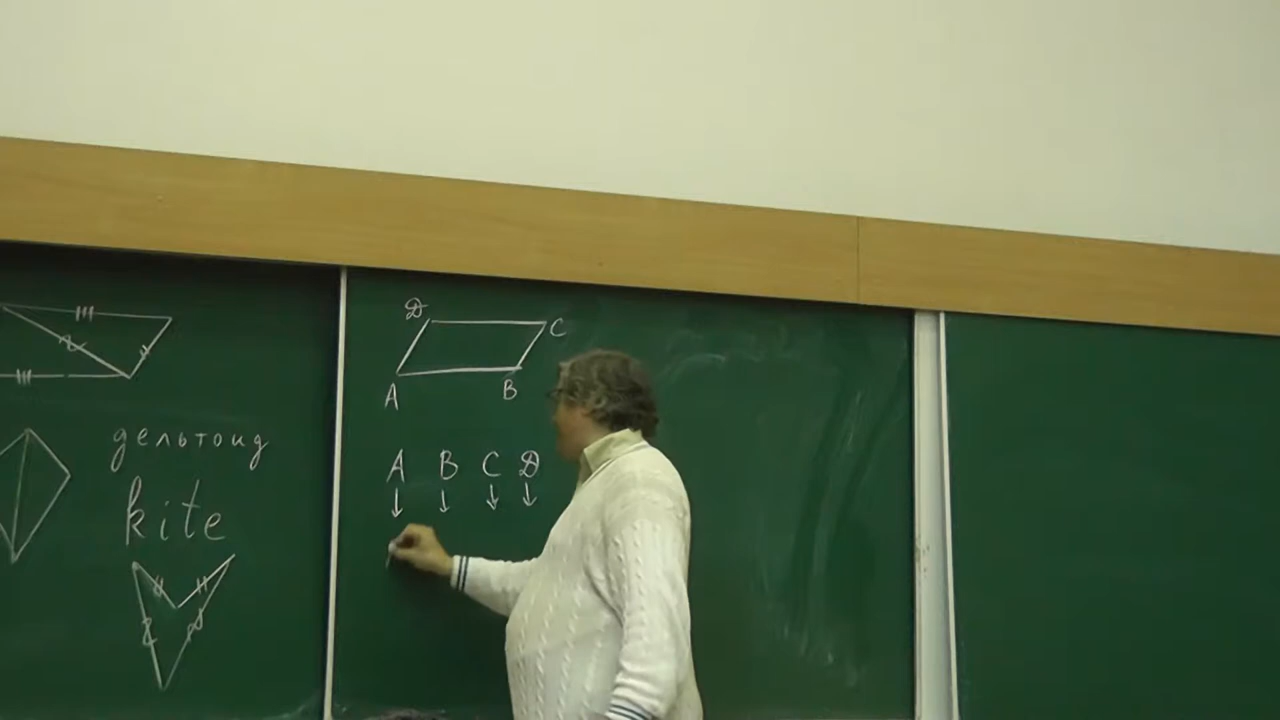 дельтоид
kite
D C
A B
A B C D
↓ ↓ ↓ ↓